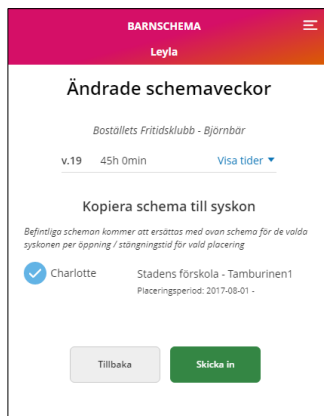 BARNSCHEMA
Leyla
Ändrade schemaveckor
Boställets Fritidsklubb - Björnbär
v.19 45h 0min Visa tider
Kopiera schema till syskon
Befintliga scheman kommer att ersättas med ovan schema för de valda
syskonen per öppning / stängningstid för vald placering
Charlotte Stadens förskola - Tamburinen1
Placeringsperiod: 2017-08-01 -
Tillbaka Skicka in